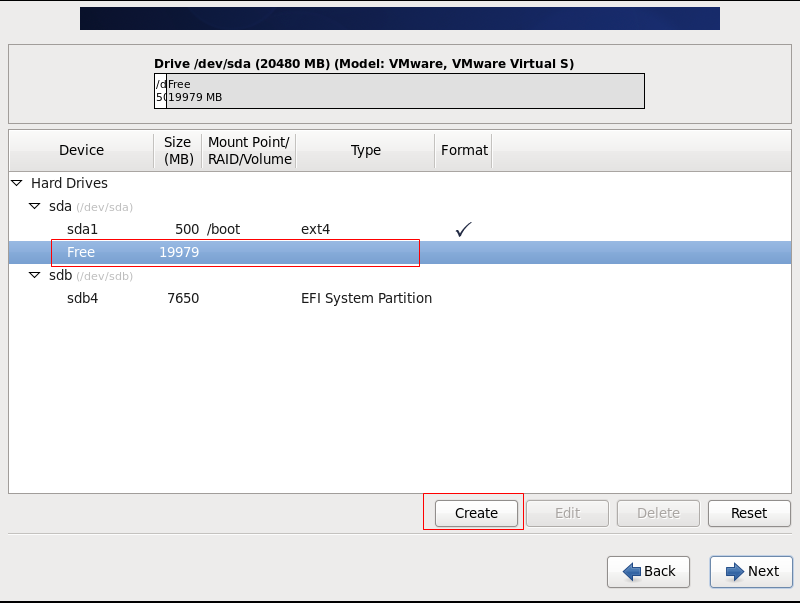 Drive /dev/sda (20480 MB) (Model: VMware, VMware Virtual S)
/d Free
50 19979 MB
Device Size (MB) Mount Point/ RAID/Volume Type Format
Hard Drives
sda (/dev/sda)
sda1 500 /boot ext4 ✓
Free 19979
sdb (/dev/sdb)
sdb4 7650 EFI System Partition
Create Edit Delete Reset
Back Next